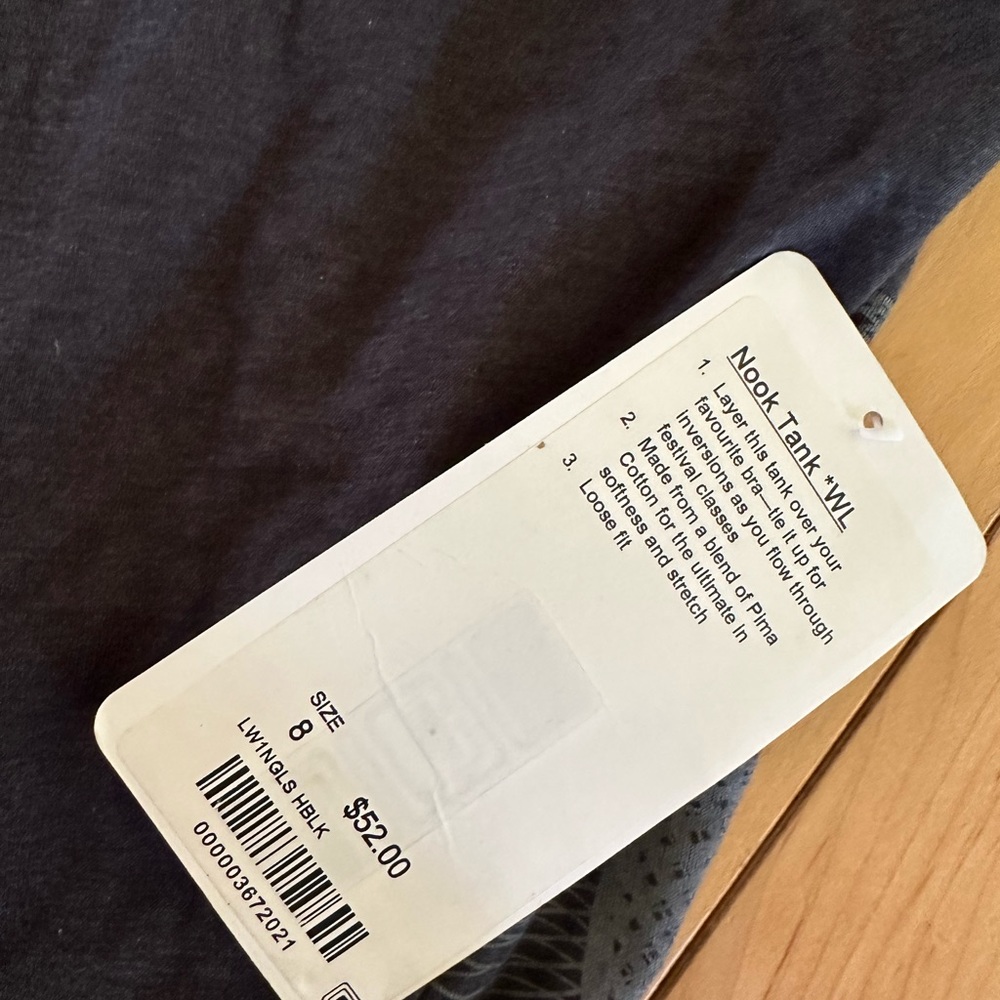 Nook Tank *WL
1. Layer this tank over your
favourite bra—tie it up for
inversions as you flow through
festival classes
2. Made from a blend of Pima
Cotton for the ultimate in
softness and stretch
3. Loose fit
SIZE
8
$52.00
LW1NQLS HBLK
000003672021